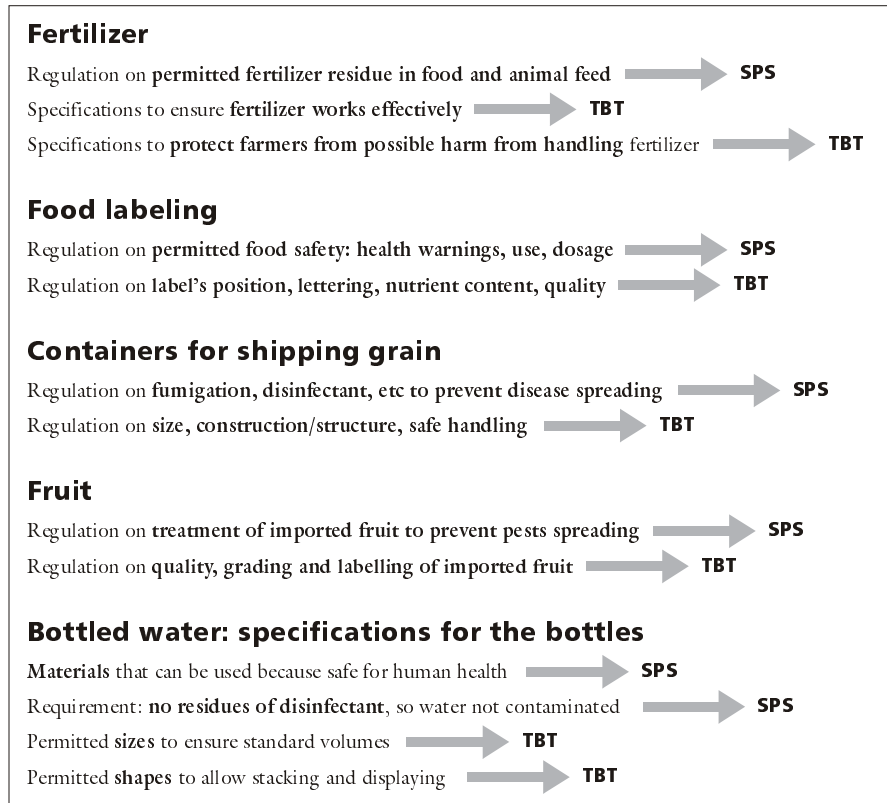 Fertilizer
Regulation on permitted fertilizer residue in food and animal feed SPS
Specifications to ensure fertilizer works effectively TBT
Specifications to protect farmers from possible harm from handling fertilizer TBT
Food labeling
Regulation on permitted food safety: health warnings, use, dosage SPS
Regulation on label's position, lettering, nutrient content, quality TBT
Containers for shipping grain
Regulation on fumigation, disinfectant, etc to prevent disease spreading SPS
Regulation on size, construction/structure, safe handling TBT
Fruit
Regulation on treatment of imported fruit to prevent pests spreading SPS
Regulation on quality, grading and labelling of imported fruit TBT
Bottled water: specifications for the bottles
Materials that can be used because safe for human health SPS
Requirement: no residues of disinfectant, so water not contaminated SPS
Permitted sizes to ensure standard volumes TBT
Permitted shapes to allow stacking and displaying TBT